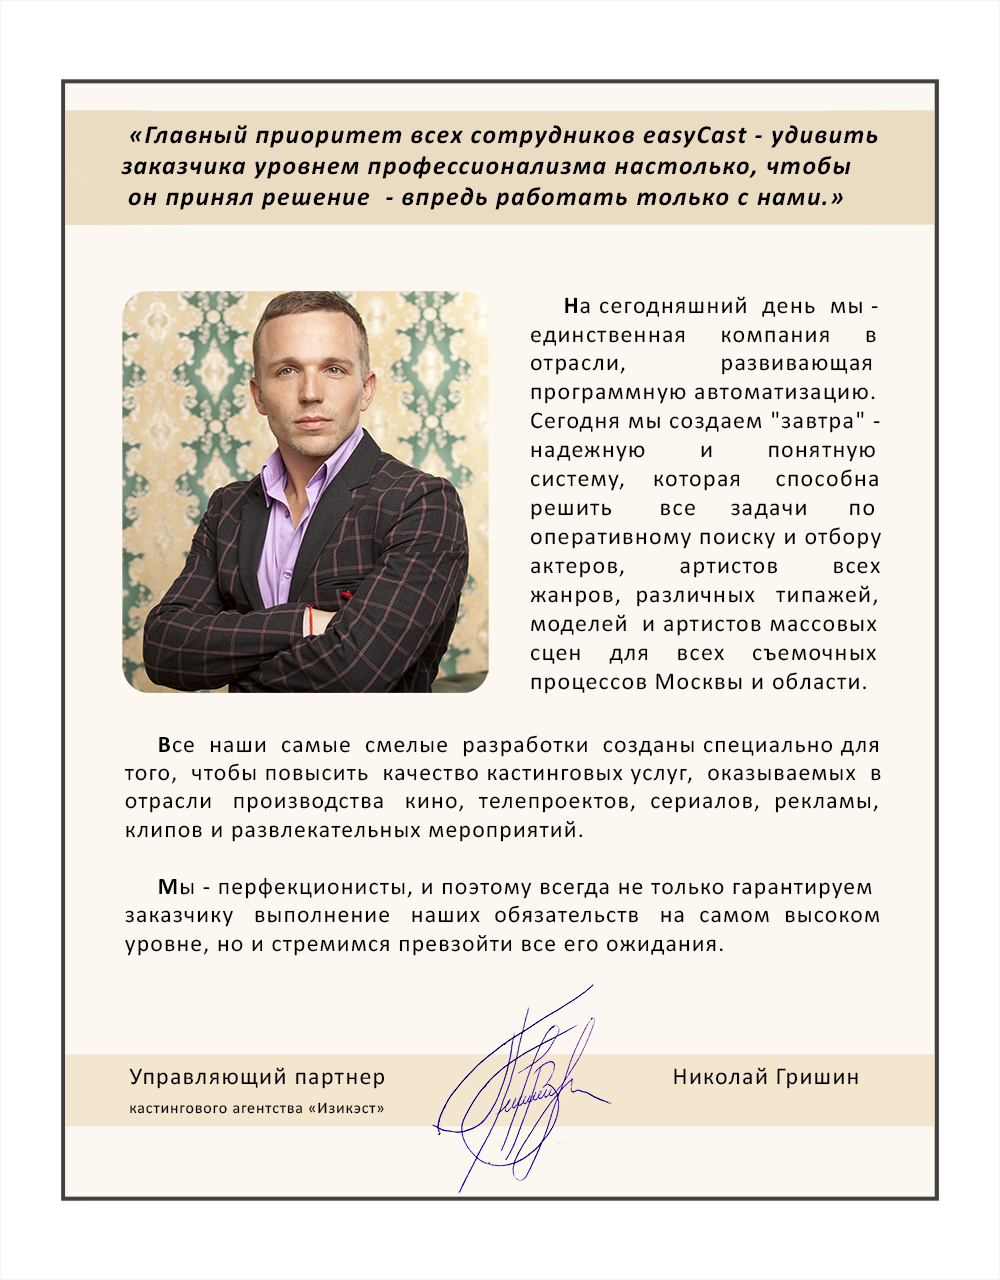 «Главный приоритет всех сотрудников easyCast - удивить
заказчика уровнем профессионализма настолько, чтобы
он принял решение - впредь работать только с нами.»
На сегодняшний день мы -
единственная компания в
отрасли, развивающая
программную автоматизацию.
Сегодня мы создаем "завтра" -
надежную и понятную
систему, которая способна
решить все задачи по
оперативному поиску и отбору
актеров, артистов всех
жанров, различных типажей,
моделей и артистов массовых
сцен для всех съемочных
процессов Москвы и области.
Все наши самые смелые разработки созданы специально для
того, чтобы повысить качество кастинговых услуг, оказываемых в
отрасли производства кино, телепроектов, сериалов, рекламы,
клипов и развлекательных мероприятий.
Мы - перфекционисты, и поэтому всегда не только гарантируем
заказчику выполнение наших обязательств на самом высоком
уровне, но и стремимся превзойти все его ожидания.
Управляющий партнер
кастингового агентства «Изикэст»
Николай Гришин